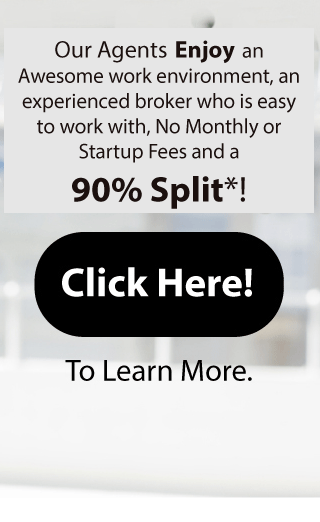 Our Agents Enjoy an
Awesome work environment, an
experienced broker who is easy
to work with, No Monthly or
Startup Fees and a
90% Split*!
Click Here!
To Learn More.